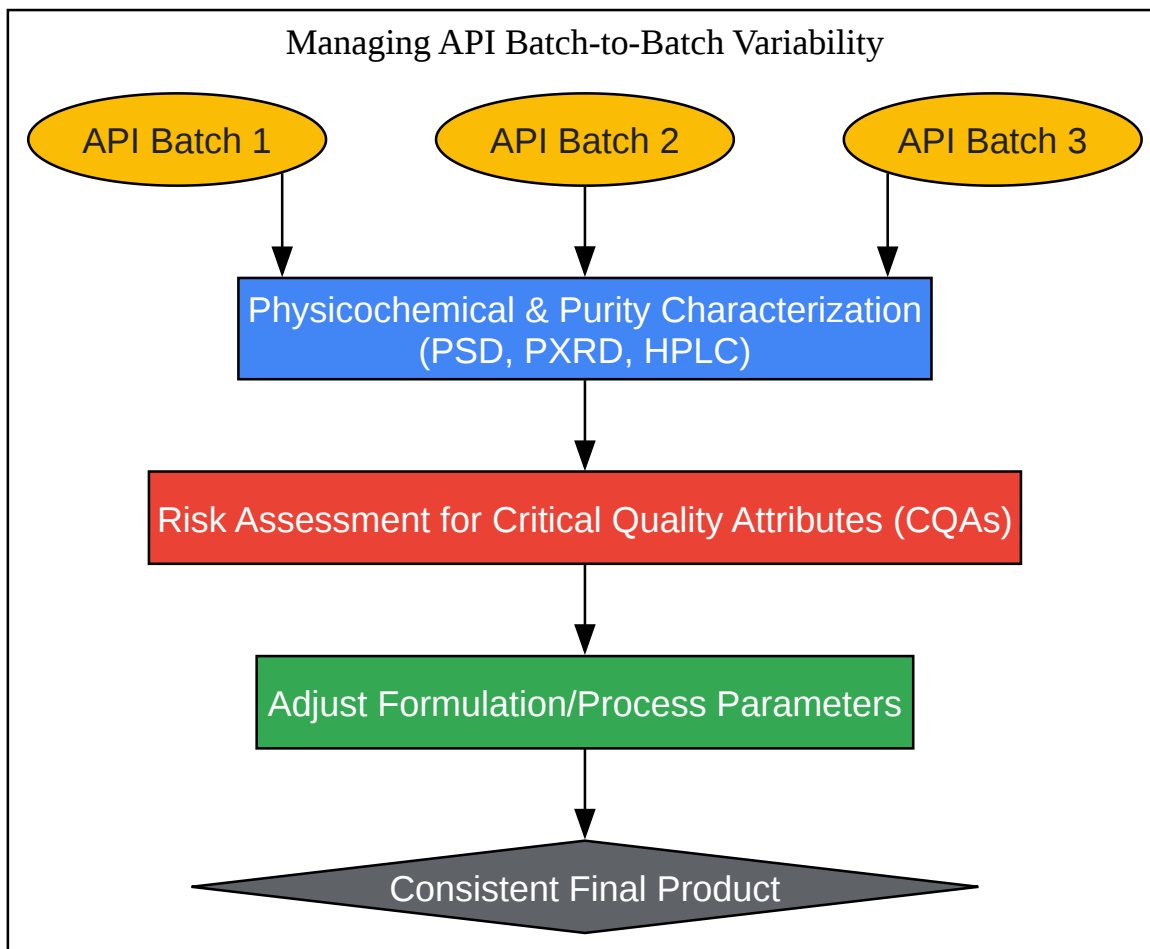 Managing API Batch-to-Batch Variability
API Batch 1
API Batch 2
API Batch 3
Physicochemical & Purity Characterization
(PSD, PXRD, HPLC)
Risk Assessment for Critical Quality Attributes (CQAs)
Adjust Formulation/Process Parameters
Consistent Final Product